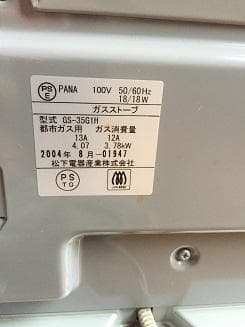 PS
E PANA 100V 50/60Hz
18/18W
ガスストーブ
型式 GS-35G1H
都市ガス用 ガス消費量
13A 12A
4.07 3.78kW
2004年 8月-01947
松下電器産業株式会社
PS
TG